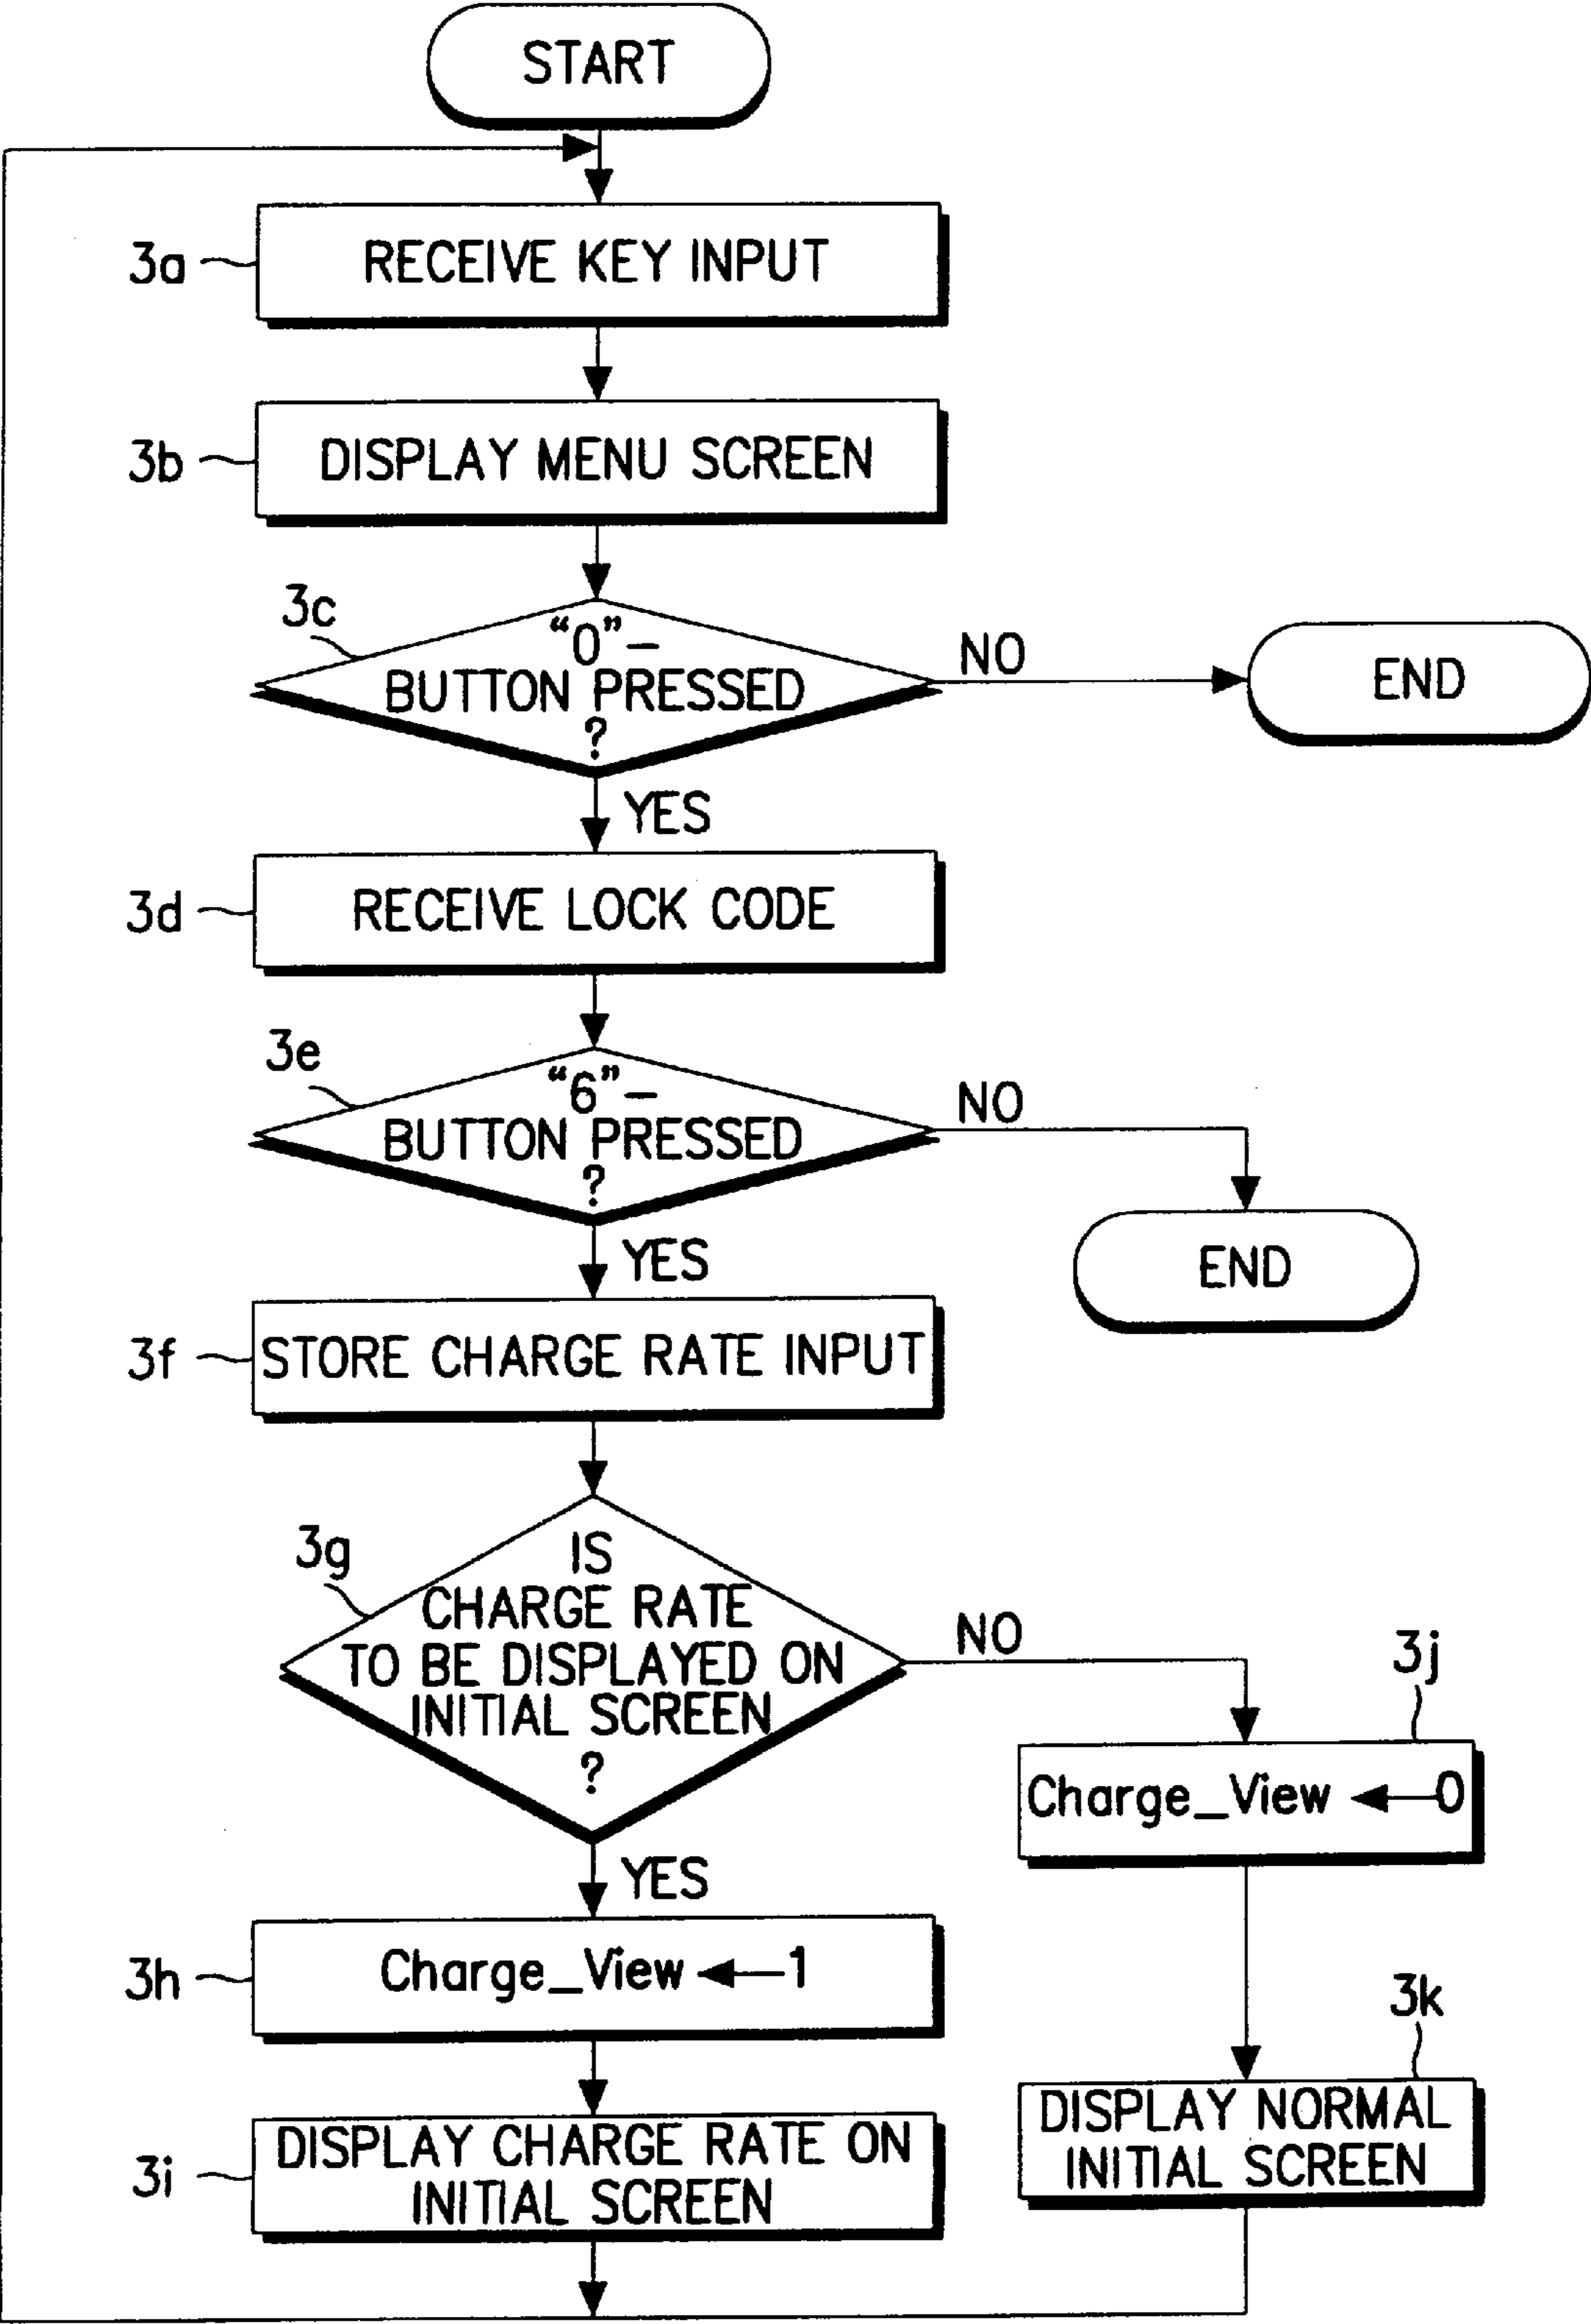 START
3a
RECEIVE KEY INPUT
3b
DISPLAY MENU SCREEN
3c
“0”–
BUTTON PRESSED
?
NO
END
YES
3d
RECEIVE LOCK CODE
3e
“6”–
BUTTON PRESSED
?
NO
END
YES
3f
STORE CHARGE RATE INPUT
3g
IS
CHARGE RATE
TO BE DISPLAYED ON
INITIAL SCREEN
?
NO
3j
Charge_View ←0
YES
3h
Charge_View ←1
3k
DISPLAY NORMAL
INITIAL SCREEN
3i
DISPLAY CHARGE RATE ON
INITIAL SCREEN